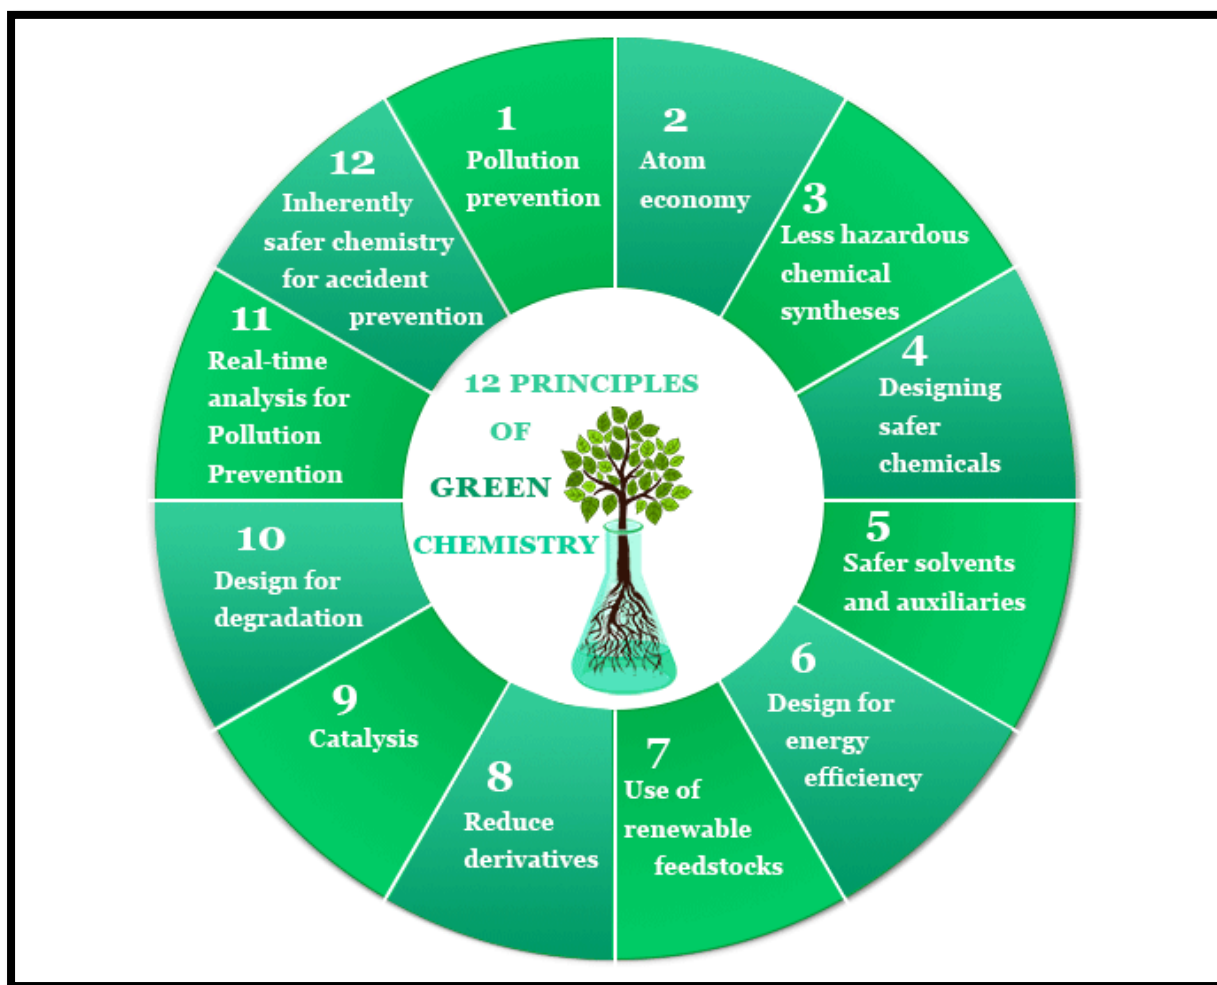 1
Pollution
prevention
2
Atom
economy
3
Less hazardous
chemical
syntheses
4
Designing
safer
chemicals
5
Safer solvents
and auxiliaries
6
Design for
energy
efficiency
7
Use of
renewable
feedstocks
8
Reduce
derivatives
9
Catalysis
10
Design for
degradation
11
Real-time
analysis for
Pollution
Prevention
12
Inherently
safer chemistry
for accident
prevention
12 PRINCIPLES
OF
GREEN
CHEMISTRY